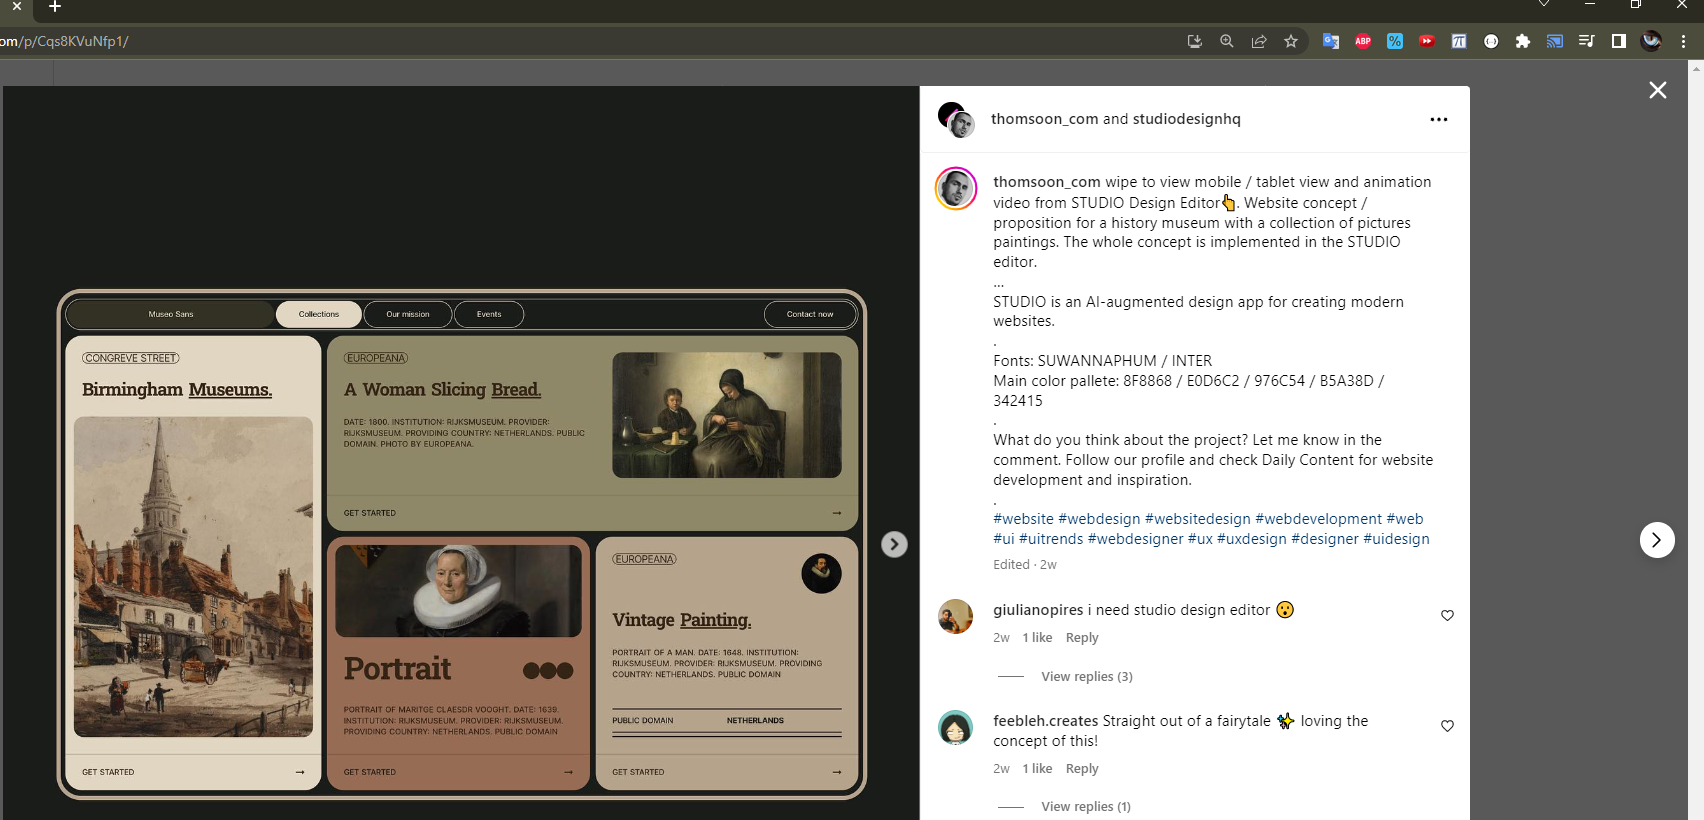 om/p/Cqs8KVuNfp1/
ABP
Museo Sans
Collections
Our mission
Events
Contact now
CONGREVE STREET
Birmingham Museums.
GET STARTED →
EUROPEANA
A Woman Slicing Bread.
DATE: 1800. INSTITUTION: RIJKSMUSEUM. PROVIDER:
RIJKSMUSEUM. PROVIDING COUNTRY: NETHERLANDS. PUBLIC
DOMAIN. PHOTO BY EUROPEANA.
GET STARTED →
Portrait
PORTRAIT OF MARITGE CLAESDR VOOGHT. DATE: 1639.
INSTITUTION: RIJKSMUSEUM. PROVIDER: RIJKSMUSEUM.
PROVIDING COUNTRY: NETHERLANDS. PUBLIC DOMAIN
GET STARTED →
EUROPEANA
Vintage Painting.
PORTRAIT OF A MAN. DATE: 1648. INSTITUTION:
RIJKSMUSEUM. PROVIDER: RIJKSMUSEUM. PROVIDING
COUNTRY: NETHERLANDS. PUBLIC DOMAIN
PUBLIC DOMAIN NETHERLANDS
GET STARTED →
thomsoon_com and studiodesignhq
thomsoon_com wipe to view mobile / tablet view and animation
video from STUDIO Design Editor👆. Website concept /
proposition for a history museum with a collection of pictures
paintings. The whole concept is implemented in the STUDIO
editor.
...
STUDIO is an AI-augmented design app for creating modern
websites.
.
Fonts: SUWANNAPHUM / INTER
Main color pallete: 8F8868 / E0D6C2 / 976C54 / B5A38D /
342415
.
What do you think about the project? Let me know in the
comment. Follow our profile and check Daily Content for website
development and inspiration.
.
#website #webdesign #websitedesign #webdevelopment #web
#ui #uitrends #webdesigner #ux #uxdesign #designer #uidesign
Edited · 2w
giulianopires i need studio design editor 😮
2w 1 like Reply
View replies (3)
feebleh.creates Straight out of a fairytale ✨ loving the
concept of this!
2w 1 like Reply
View replies (1)